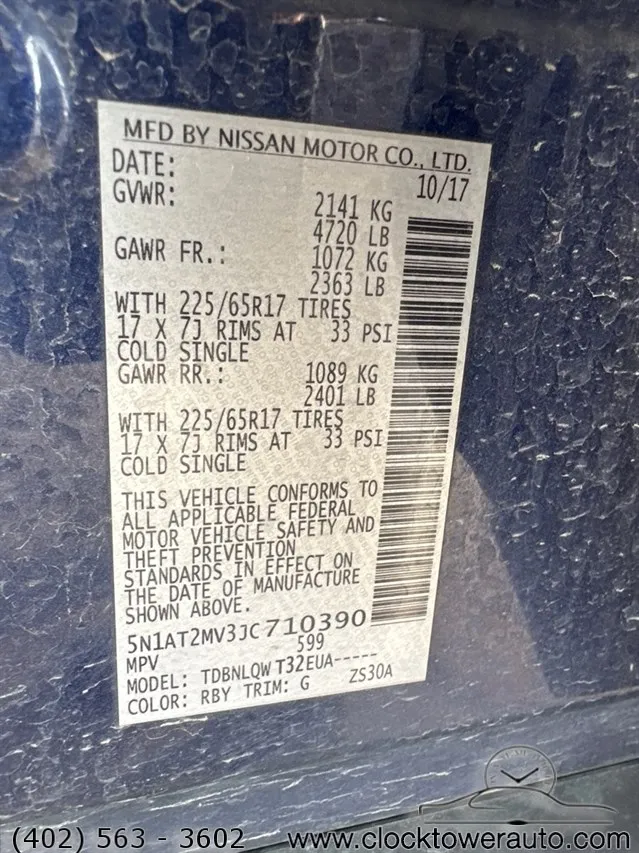 MFD BY NISSAN MOTOR CO., LTD.
DATE: 10/17
GVWR: 2141 KG
4720 LB
GAWR FR.: 1072 KG
2363 LB
WITH 225/65R17 TIRES
17 X 7J RIMS AT 33 PSI
COLD SINGLE
GAWR RR.: 1089 KG
2401 LB
WITH 225/65R17 TIRES
17 X 7J RIMS AT 33 PSI
COLD SINGLE
THIS VEHICLE CONFORMS TO
ALL APPLICABLE FEDERAL
MOTOR VEHICLE SAFETY AND
THEFT PREVENTION
STANDARDS IN EFFECT ON
THE DATE OF MANUFACTURE
SHOWN ABOVE.
5N1AT2MV3JC710390
MPV 599
MODEL: TDBNLQW T32EUA-----
COLOR: RBY TRIM: G ZS30A
(402) 563 - 3602 www.clocktowerauto.com